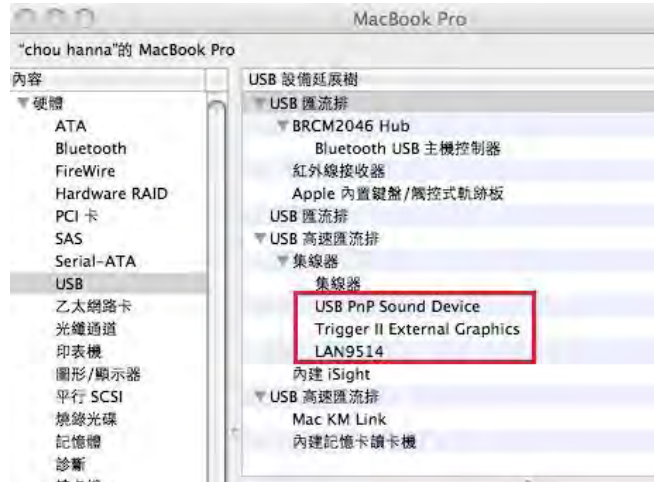 MacBook Pro
“chou hanna”的 MacBook Pro
內容
硬體
ATA
Bluetooth
FireWire
Hardware RAID
PCI 卡
SAS
Serial-ATA
USB
乙太網路卡
光纖通道
印表機
圖形/顯示器
平行 SCSI
燒錄光碟
記憶體
診斷
USB 設備延展樹
USB 匯流排
BRCM2046 Hub
Bluetooth USB 主機控制器
紅外線接收器
Apple 內置鍵盤/觸控式軌跡板
USB 匯流排
USB 高速匯流排
集線器
集線器
USB PnP Sound Device
Trigger II External Graphics
LAN9514
內建 iSight
USB 高速匯流排
Mac KM Link
內建記憶卡讀卡機